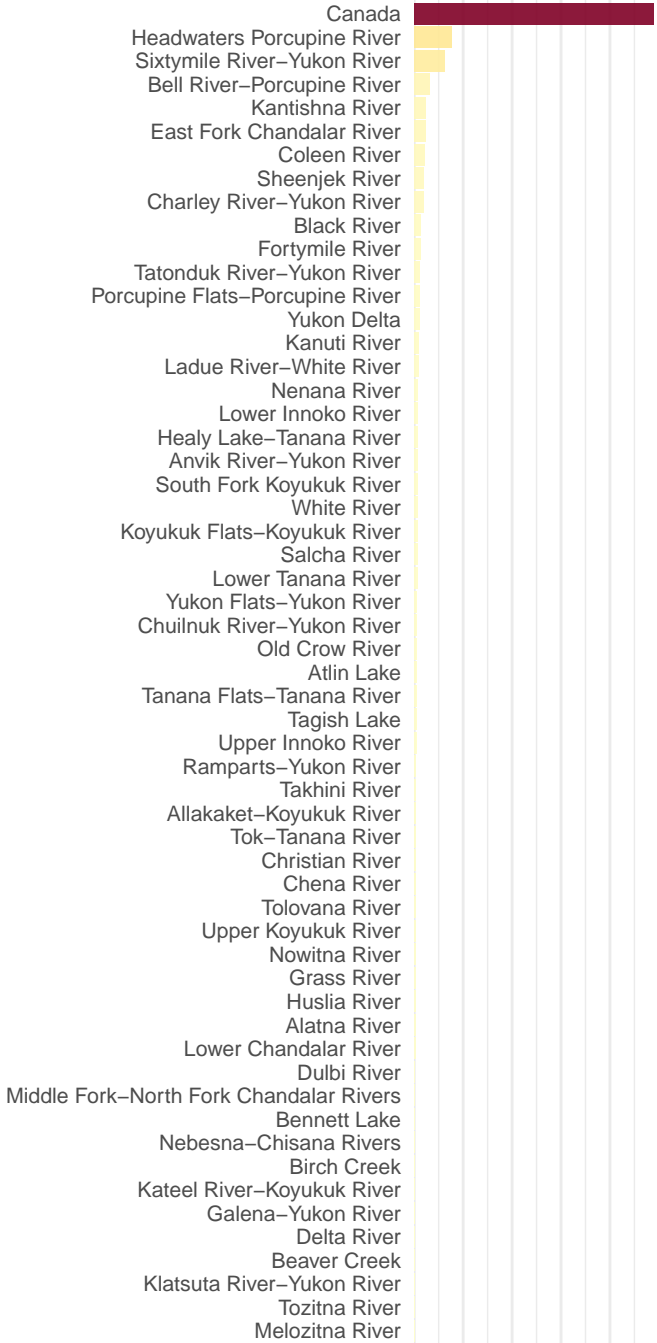 Canada
Headwaters Porcupine River
Sixtymile River−Yukon River
Bell River−Porcupine River
Kantishna River
East Fork Chandalar River
Coleen River
Sheenjek River
Charley River−Yukon River
Black River
Fortymile River
Tatonduk River−Yukon River
Porcupine Flats−Porcupine River
Yukon Delta
Kanuti River
Ladue River−White River
Nenana River
Lower Innoko River
Healy Lake−Tanana River
Anvik River−Yukon River
South Fork Koyukuk River
White River
Koyukuk Flats−Koyukuk River
Salcha River
Lower Tanana River
Yukon Flats−Yukon River
Chuilnuk River−Yukon River
Old Crow River
Atlin Lake
Tanana Flats−Tanana River
Tagish Lake
Upper Innoko River
Ramparts−Yukon River
Takhini River
Allakaket−Koyukuk River
Tok−Tanana River
Christian River
Chena River
Tolovana River
Upper Koyukuk River
Nowitna River
Grass River
Huslia River
Alatna River
Lower Chandalar River
Dulbi River
Middle Fork−North Fork Chandalar Rivers
Bennett Lake
Nebesna−Chisana Rivers
Birch Creek
Kateel River−Koyukuk River
Galena−Yukon River
Delta River
Beaver Creek
Klatsuta River−Yukon River
Tozitna River
Melozitna River